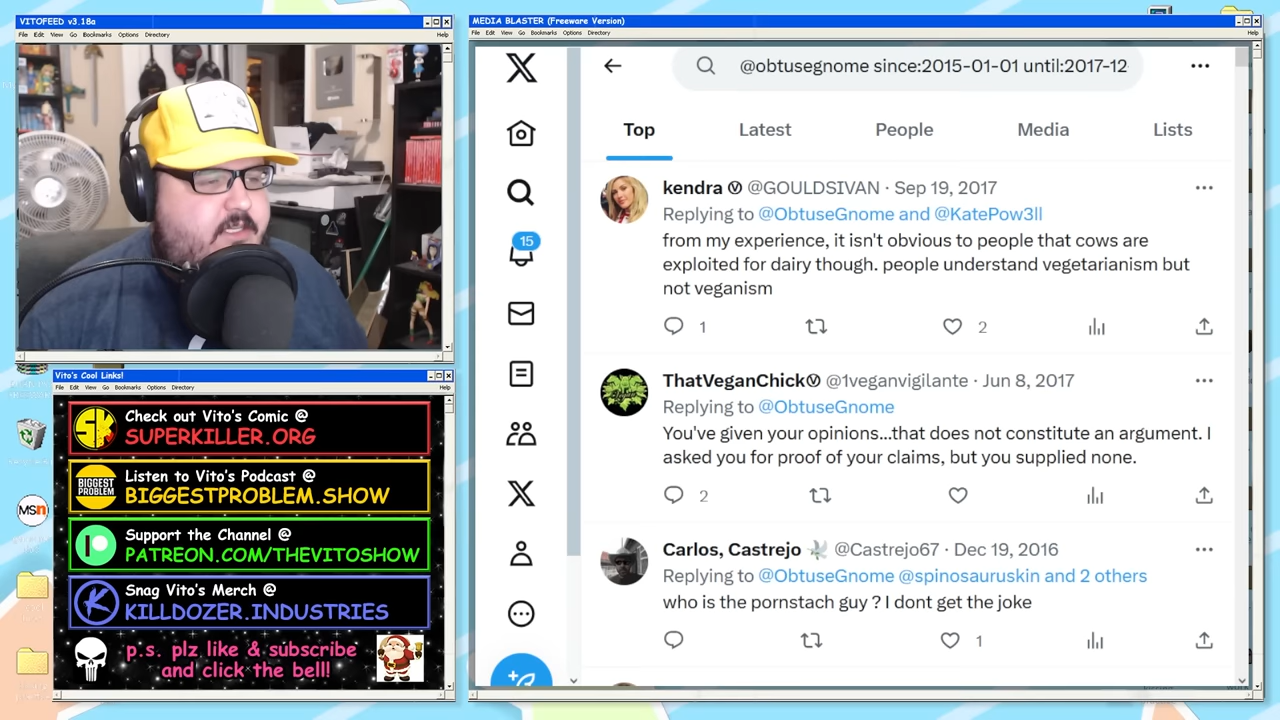 VITOFEED v3.18a
File Edit View Go Bookmarks Options Directory Help
Vito's Cool Links!
File Edit View Go Bookmarks Options Directory Help
SK
Check out Vito's Comic @
SUPERKILLER.ORG
BIGGEST
PROBLEM
Listen to Vito's Podcast @
BIGGESTPROBLEM.SHOW
Support the Channel @
PATREON.COM/THEVITOSHOW
K
Snag Vito's Merch @
KILLDOZER.INDUSTRIES
p.s. plz like & subscribe
and click the bell!
msn
MEDIA BLASTER (Freeware Version)
File Edit View Go Bookmarks Options Directory Help
@obtusegnome since:2015-01-01 until:2017-12
Top Latest People Media Lists
15
kendra Ⓥ @GOULDSIVAN · Sep 19, 2017
Replying to @ObtuseGnome and @KatePow3ll
from my experience, it isn't obvious to people that cows are
exploited for dairy though. people understand vegetarianism but
not veganism
1 2
ThatVeganChickⓋ @1veganvigilante · Jun 8, 2017
Replying to @ObtuseGnome
You've given your opinions...that does not constitute an argument. I
asked you for proof of your claims, but you supplied none.
2
Carlos, Castrejo @Castrejo67 · Dec 19, 2016
Replying to @ObtuseGnome @spinosauruskin and 2 others
who is the pornstach guy ? I dont get the joke
1